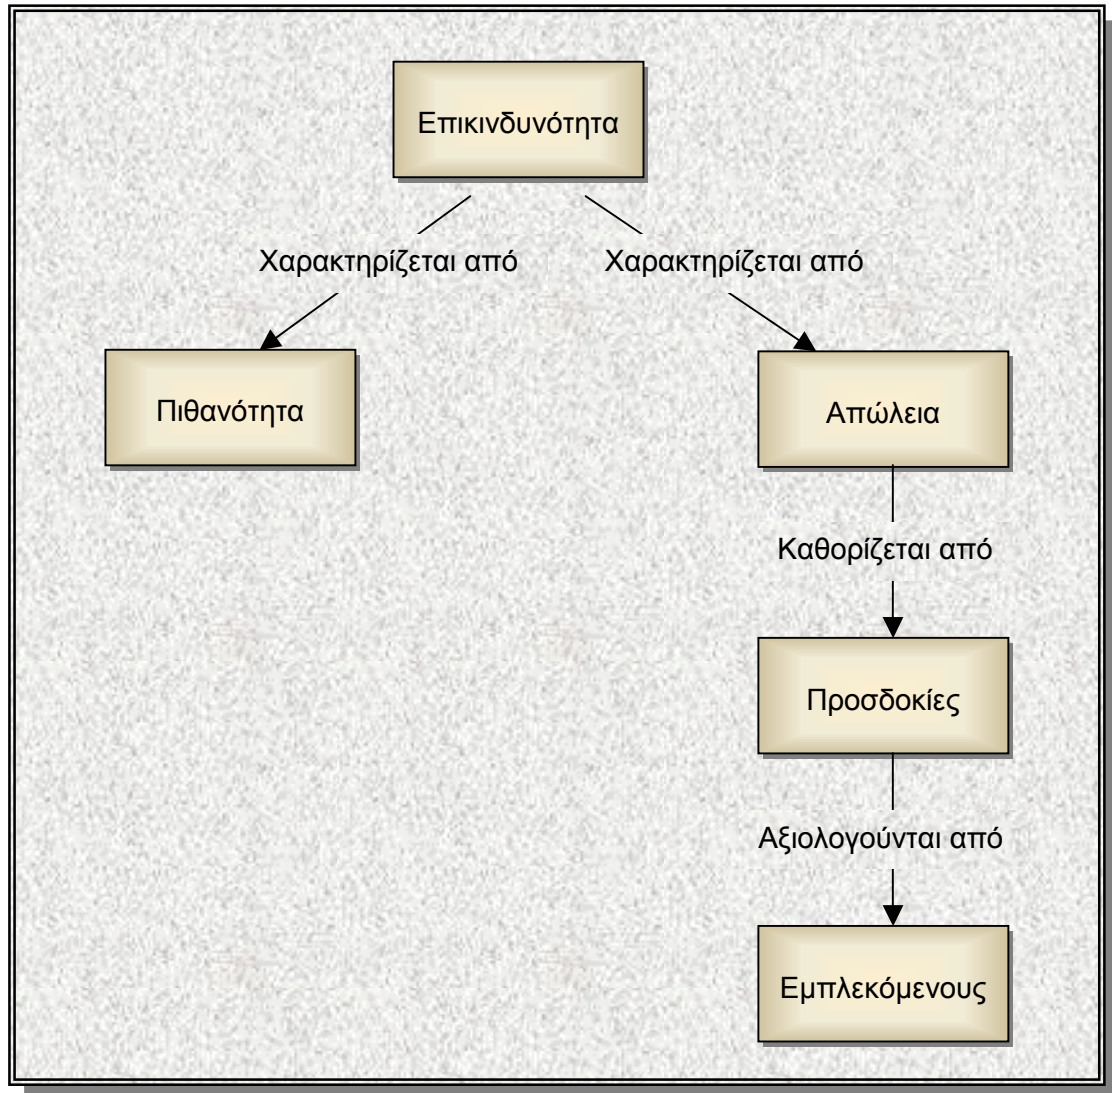 Επικινδυνότητα
Χαρακτηρίζεται από
Χαρακτηρίζεται από
Πιθανότητα
Απώλεια
Καθορίζεται από
Προσδοκίες
Αξιολογούνται από
Εμπλεκόμενους